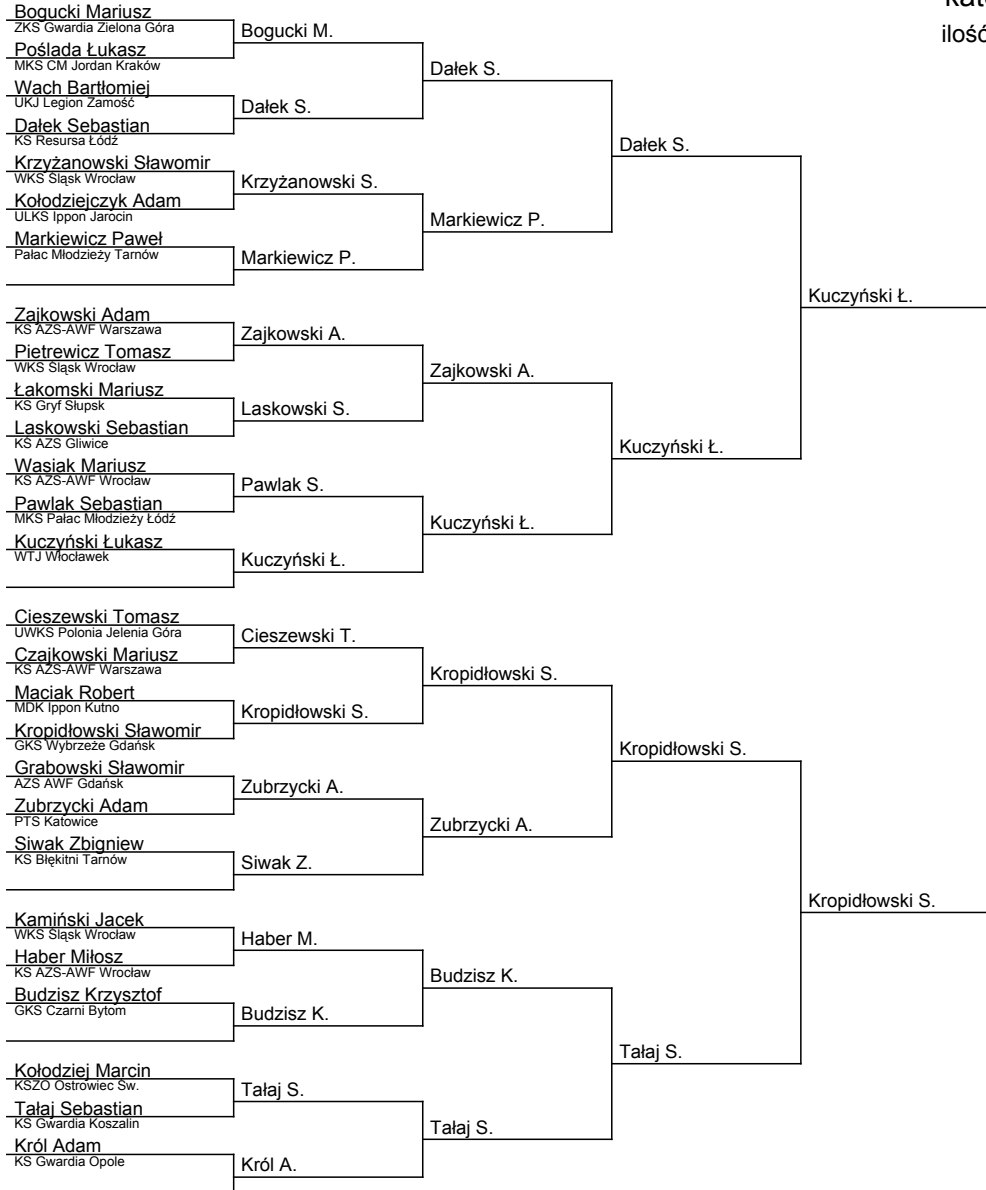 Bogucki Mariusz
ZKS Gwardia Zielona Góra
Poślada Łukasz
MKS CM Jordan Kraków
Wach Bartłomiej
UKJ Legion Zamość
Dałek Sebastian
KS Resursa Łódź
Krzyżanowski Sławomir
WKS Śląsk Wrocław
Kołodziejczyk Adam
ULKS Ippon Jarocin
Markiewicz Paweł
Pałac Młodzieży Tarnów
Zajkowski Adam
KS AZS-AWF Warszawa
Pietrewicz Tomasz
WKS Śląsk Wrocław
Łakomski Mariusz
KS Gryf Słupsk
Laskowski Sebastian
KS AZS Gliwice
Wasiak Mariusz
KS AZS-AWF Wrocław
Pawlak Sebastian
MKS Pałac Młodzieży Łódź
Kuczyński Łukasz
WTJ Włocławek
Cieszewski Tomasz
UWKS Polonia Jelenia Góra
Czajkowski Mariusz
KS AZS-AWF Warszawa
Maciak Robert
MDK Ippon Kutno
Kropidłowski Sławomir
GKS Wybrzeże Gdańsk
Grabowski Sławomir
AZS AWF Gdańsk
Zubrzycki Adam
PTS Katowice
Siwak Zbigniew
KS Błękitni Tarnów
Kamiński Jacek
WKS Śląsk Wrocław
Haber Miłosz
KS AZS-AWF Wrocław
Budzisz Krzysztof
GKS Czarni Bytom
Kołodziej Marcin
KSZO Ostrowiec Św.
Tałaj Sebastian
KS Gwardia Koszalin
Król Adam
KS Gwardia Opole
Bogucki M.
Dałek S.
Krzyżanowski S.
Markiewicz P.
Zajkowski A.
Laskowski S.
Pawlak S.
Kuczyński Ł.
Cieszewski T.
Kropidłowski S.
Zubrzycki A.
Siwak Z.
Haber M.
Budzisz K.
Tałaj S.
Król A.
Dałek S.
Markiewicz P.
Zajkowski A.
Kuczyński Ł.
Kropidłowski S.
Zubrzycki A.
Budzisz K.
Tałaj S.
Dałek S.
Kuczyński Ł.
Kropidłowski S.
Tałaj S.
Kuczyński Ł.
Kropidłowski S.